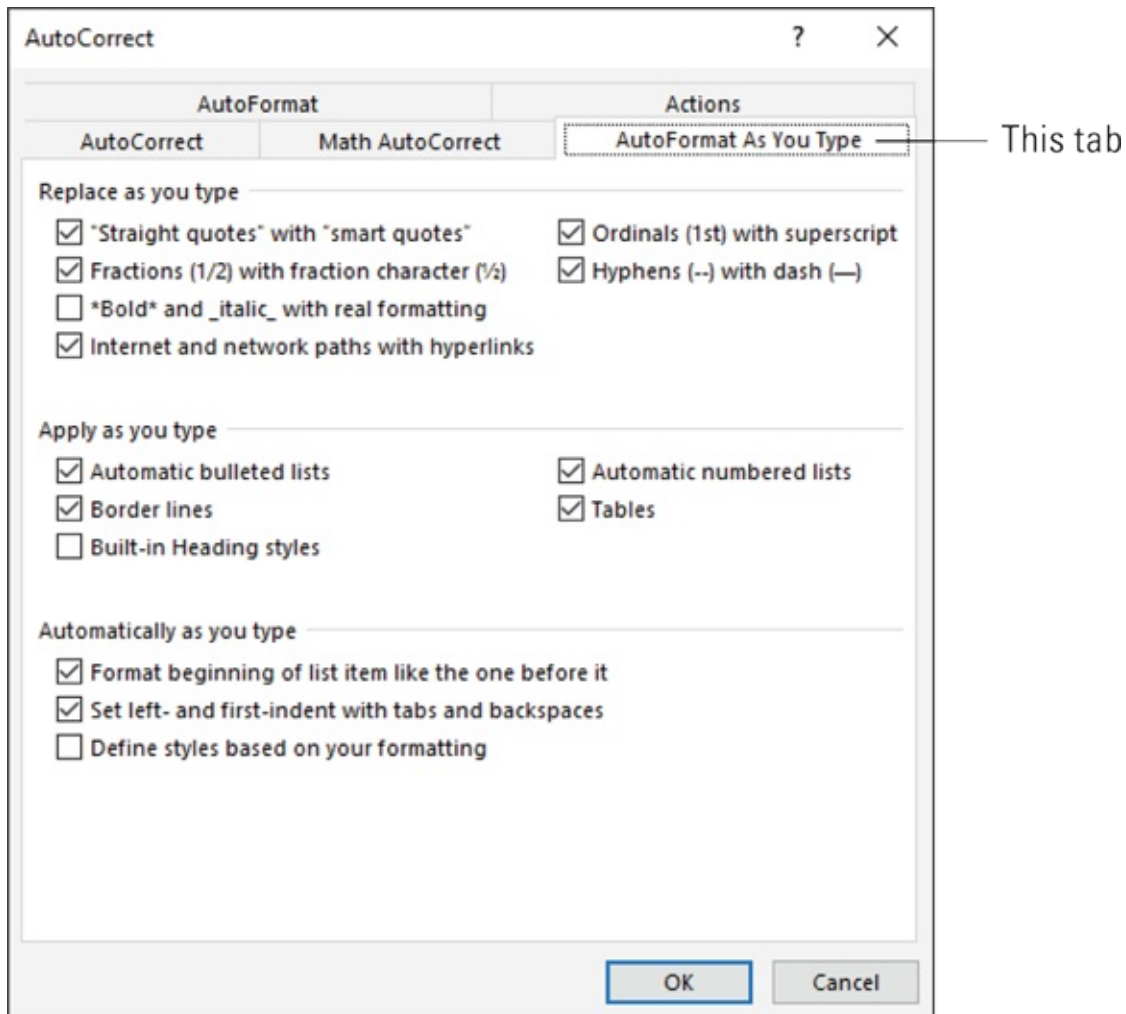 AutoCorrect ?
AutoFormat Actions
AutoCorrect Math AutoCorrect AutoFormat As You Type This tab
Replace as you type
"Straight quotes" with “smart quotes” Ordinals (1st) with superscript
Fractions (1/2) with fraction character (½) Hyphens (--) with dash (—)
*Bold* and _italic_ with real formatting
Internet and network paths with hyperlinks
Apply as you type
Automatic bulleted lists Automatic numbered lists
Border lines Tables
Built-in Heading styles
Automatically as you type
Format beginning of list item like the one before it
Set left- and first-indent with tabs and backspaces
Define styles based on your formatting
OK Cancel